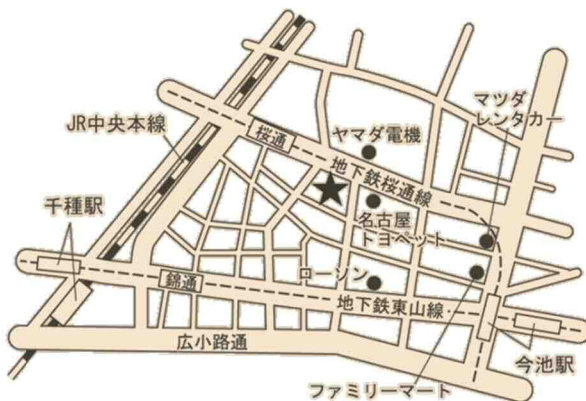 マツダ
レンタカー
JR中央本線
桜通
ヤマダ電機
地下鉄桜通線
千種駅
名古屋
トヨペット
錦通
ローソン
地下鉄東山線
広小路通
今池駅
ファミリーマート